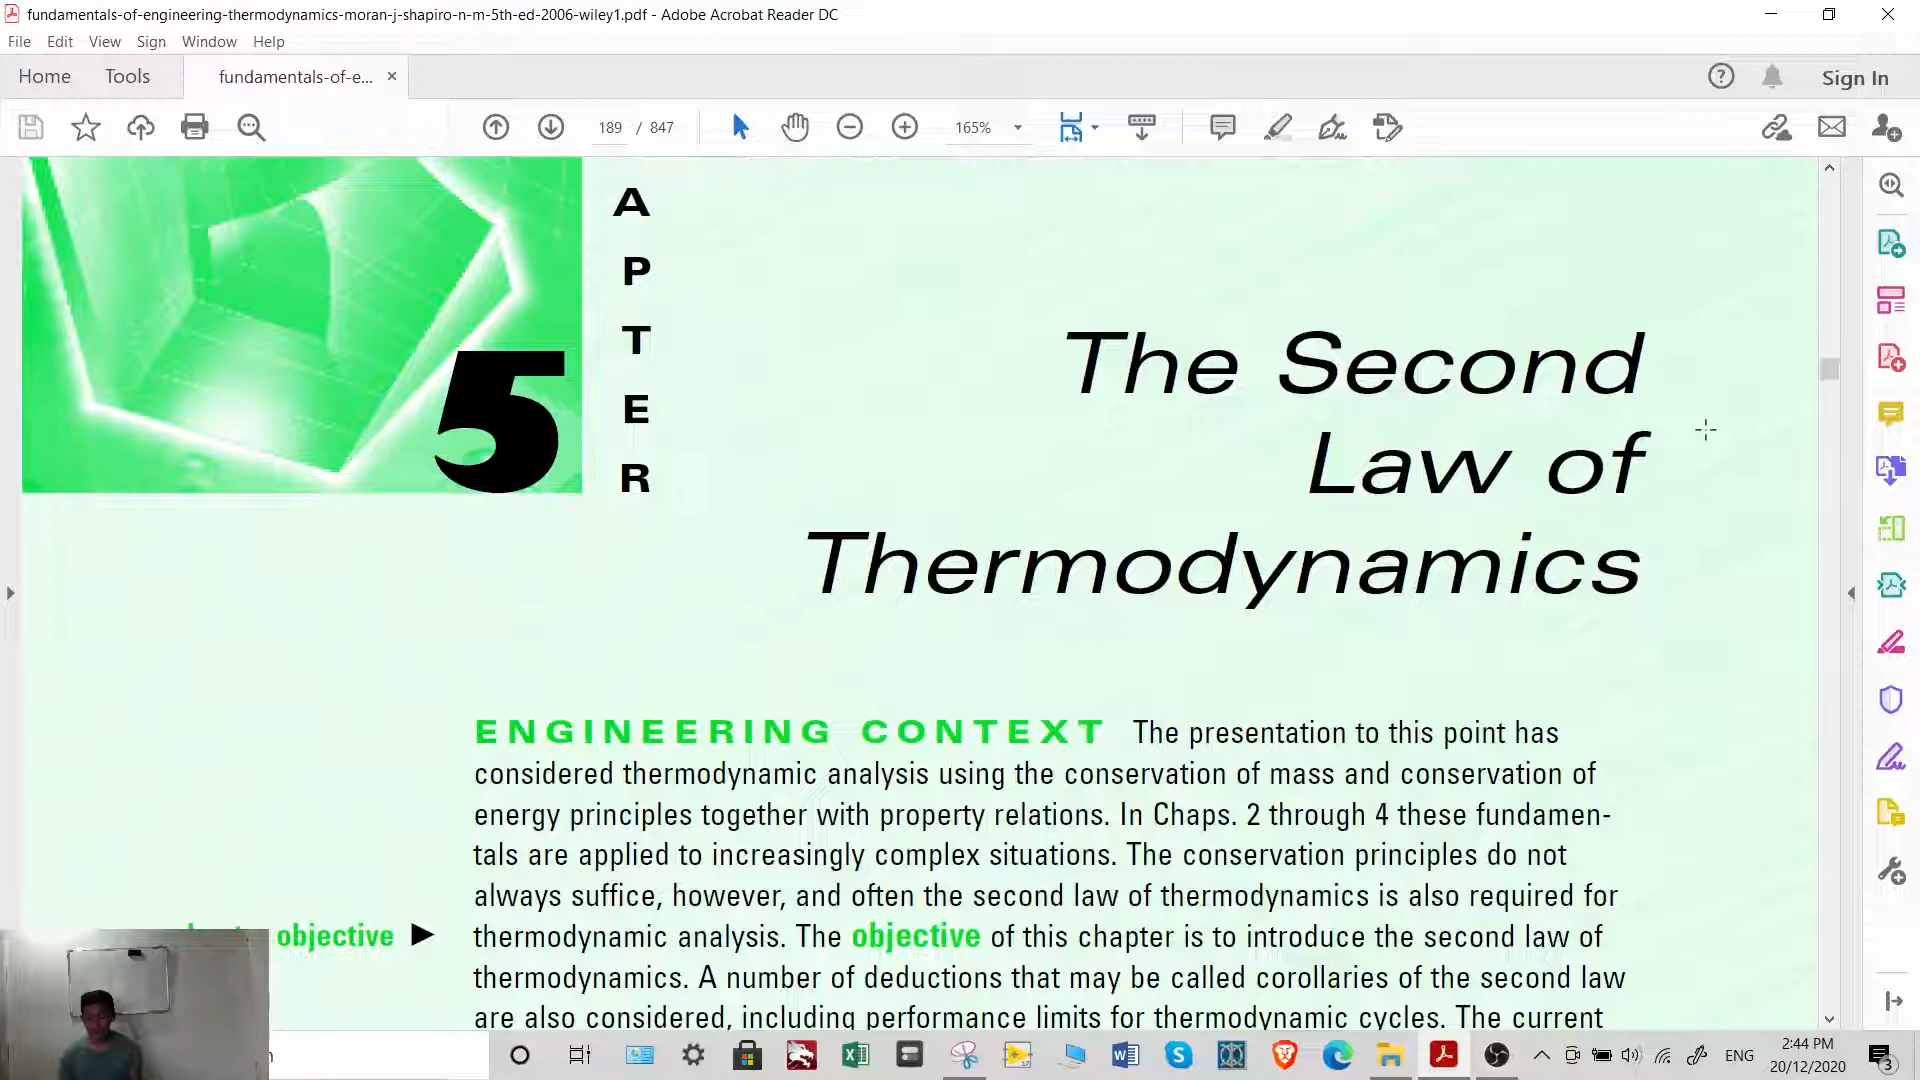 fundamentals-of-engineering-thermodynamics-moran-j-shapiro-n-m-5th-ed-2006-wiley1.pdf - Adobe Acrobat Reader DC
File Edit View Sign Window Help
Home Tools fundamentals-of-e... × Sign In
189 / 847 165%
A
P
T
E
R
5
The Second
Law of
Thermodynamics
ENGINEERING CONTEXT The presentation to this point has
considered thermodynamic analysis using the conservation of mass and conservation of
energy principles together with property relations. In Chaps. 2 through 4 these fundamen-
tals are applied to increasingly complex situations. The conservation principles do not
always suffice, however, and often the second law of thermodynamics is also required for
objective ► thermodynamic analysis. The objective of this chapter is to introduce the second law of
thermodynamics. A number of deductions that may be called corollaries of the second law
are also considered, including performance limits for thermodynamic cycles. The current
ENG
2:44 PM
20/12/2020
3